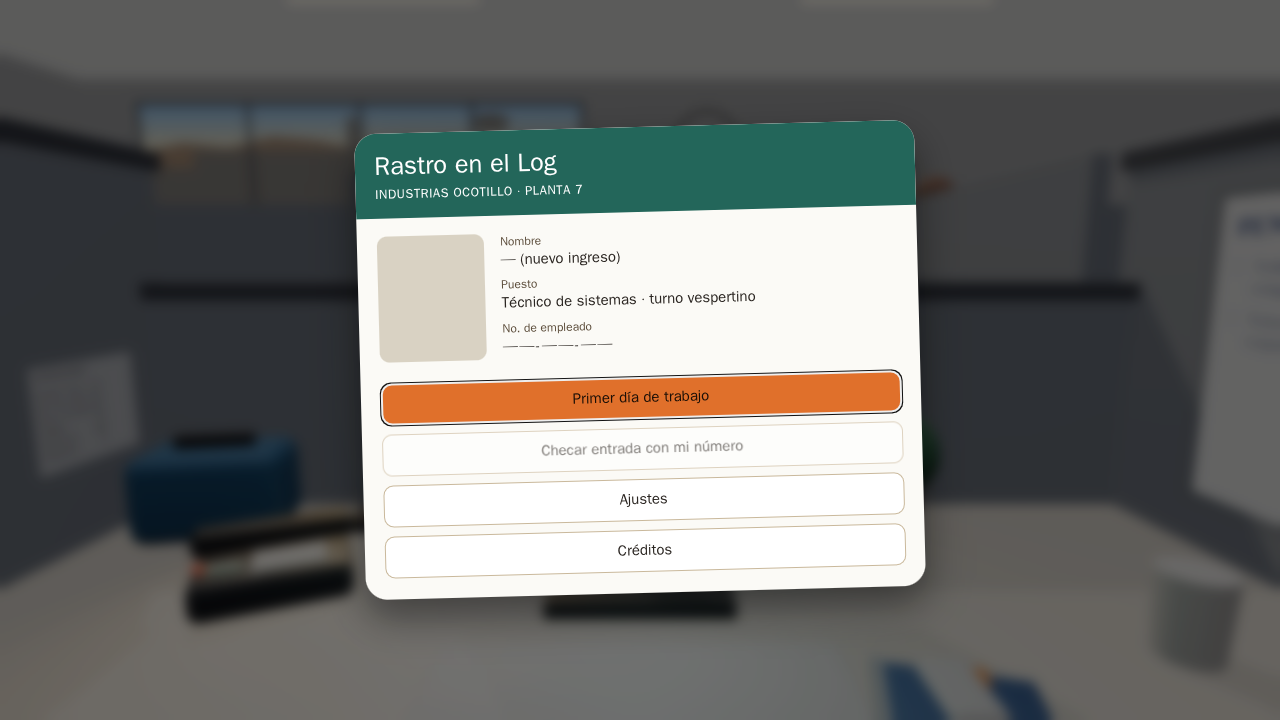 Rastro en el Log
INDUSTRIAS OCOTILLO · PLANTA 7
Nombre
— (nuevo ingreso)
Puesto
Técnico de sistemas · turno vespertino
No. de empleado
——-——-——
Primer día de trabajo
Checar entrada con mi número
Ajustes
Créditos